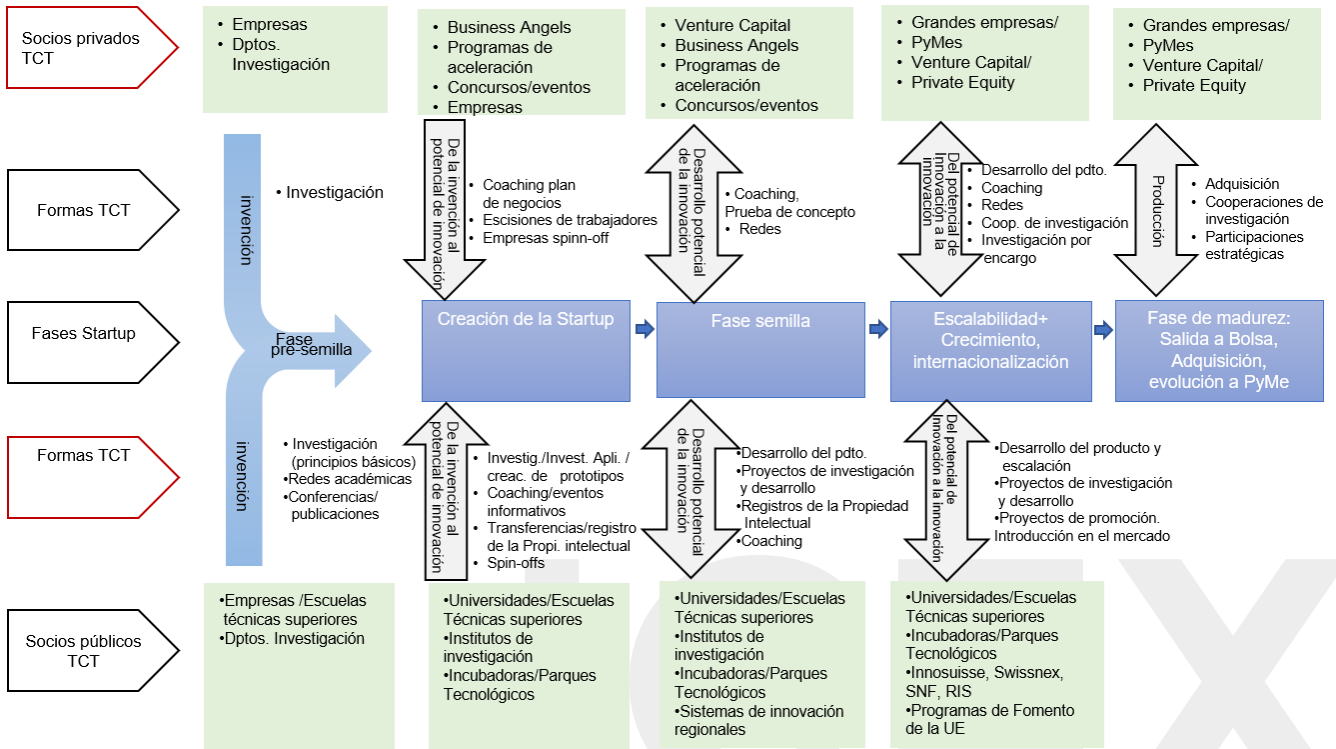 Socios privados
TCT
• Empresas
• Dptos.
Investigación
• Business Angels
• Programas de
aceleración
• Concursos/eventos
• Empresas
• Venture Capital
• Business Angels
• Programas de
aceleración
• Concursos/eventos
• Grandes empresas/
• PyMes
• Venture Capital/
• Private Equity
• Grandes empresas/
• PyMes
• Venture Capital/
• Private Equity
Formas TCT
invención
• Investigación
De la invención al
potencial de innovación
• Coaching plan
de negocios
• Escisiones de trabajadores
• Empresas spinn-off
Desarrollo potencial
de la innovación
• Coaching,
Prueba de concepto
• Redes
Del potencial de
Innovación a la
innovación
• Desarrollo del pdto.
• Coaching
• Redes
• Coop. de investigación
• Investigación por
encargo
Producción
• Adquisición
• Cooperaciones de
investigación
• Participaciones
estratégicas
Fases Startup
Fase
pre-semilla
Creación de la Startup
Fase semilla
Escalabilidad+
Crecimiento,
internacionalización
Fase de madurez:
Salida a Bolsa,
Adquisición,
evolución a PyMe
Formas TCT
invención
• Investigación
(principios básicos)
•Redes académicas
•Conferencias/
publicaciones
De la invención al
potencial de innovación
• Investig./Invest. Apli. /
creac. de prototipos
• Coaching/eventos
informativos
• Transferencias/registro
de la Propi. intelectual
• Spin-offs
Desarrollo potencial
de la innovación
•Desarrollo del pdto.
•Proyectos de investigación
y desarrollo
•Registros de la Propiedad
Intelectual
•Coaching
Del potencial de
Innovación a la innovación
•Desarrollo del producto y
escalación
•Proyectos de investigación
y desarrollo
•Proyectos de promoción.
Introducción en el mercado
Socios públicos
TCT
•Empresas /Escuelas
técnicas superiores
•Dptos. Investigación
•Universidades/Escuelas
Técnicas superiores
•Institutos de
investigación
•Incubadoras/Parques
Tecnológicos
•Universidades/Escuelas
Técnicas superiores
•Institutos de
investigación
•Incubadoras/Parques
Tecnológicos
•Sistemas de innovación
regionales
•Universidades/Escuelas
Técnicas superiores
•Incubadoras/Parques
Tecnológicos
•Innosuisse, Swissnex,
SNF, RIS
•Programas de Fomento
de la UE